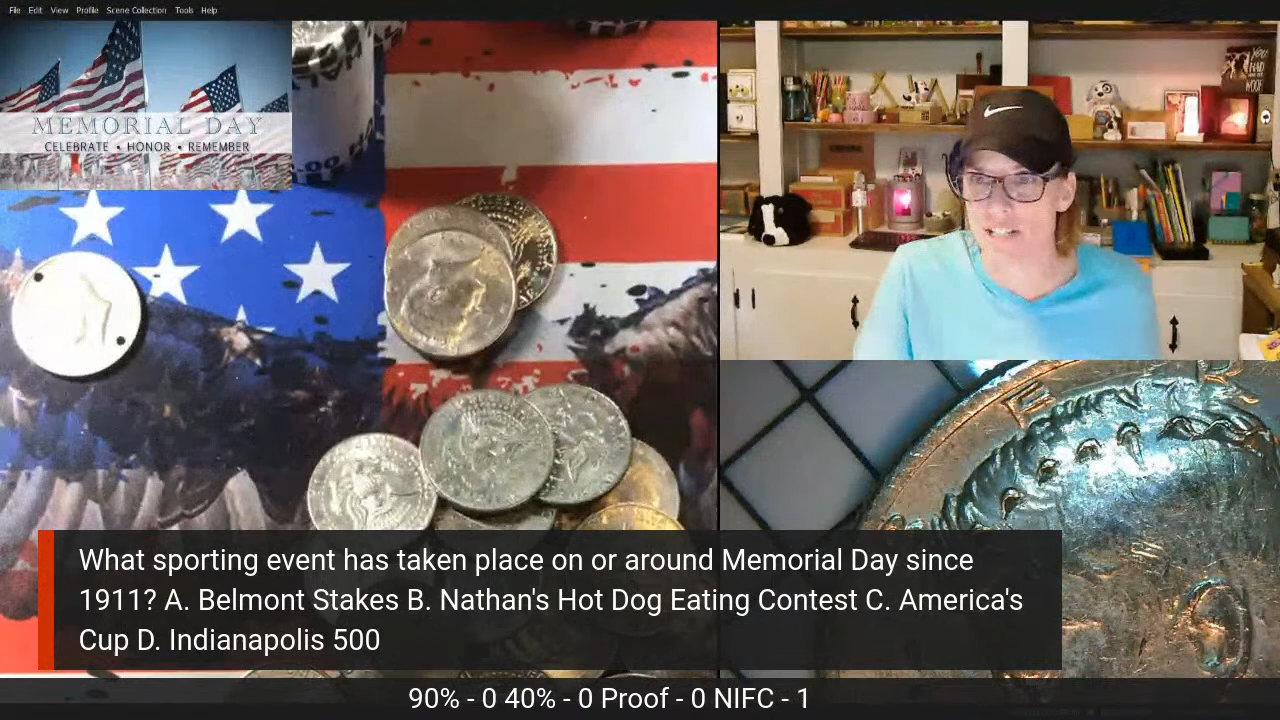 File Edit View Profile Scene Collection Tools Help
MEMORIAL DAY
CELEBRATE • HONOR • REMEMBER
What sporting event has taken place on or around Memorial Day since
1911? A. Belmont Stakes B. Nathan's Hot Dog Eating Contest C. America's
Cup D. Indianapolis 500
90% - 0 40% - 0 Proof - 0 NIFC - 1